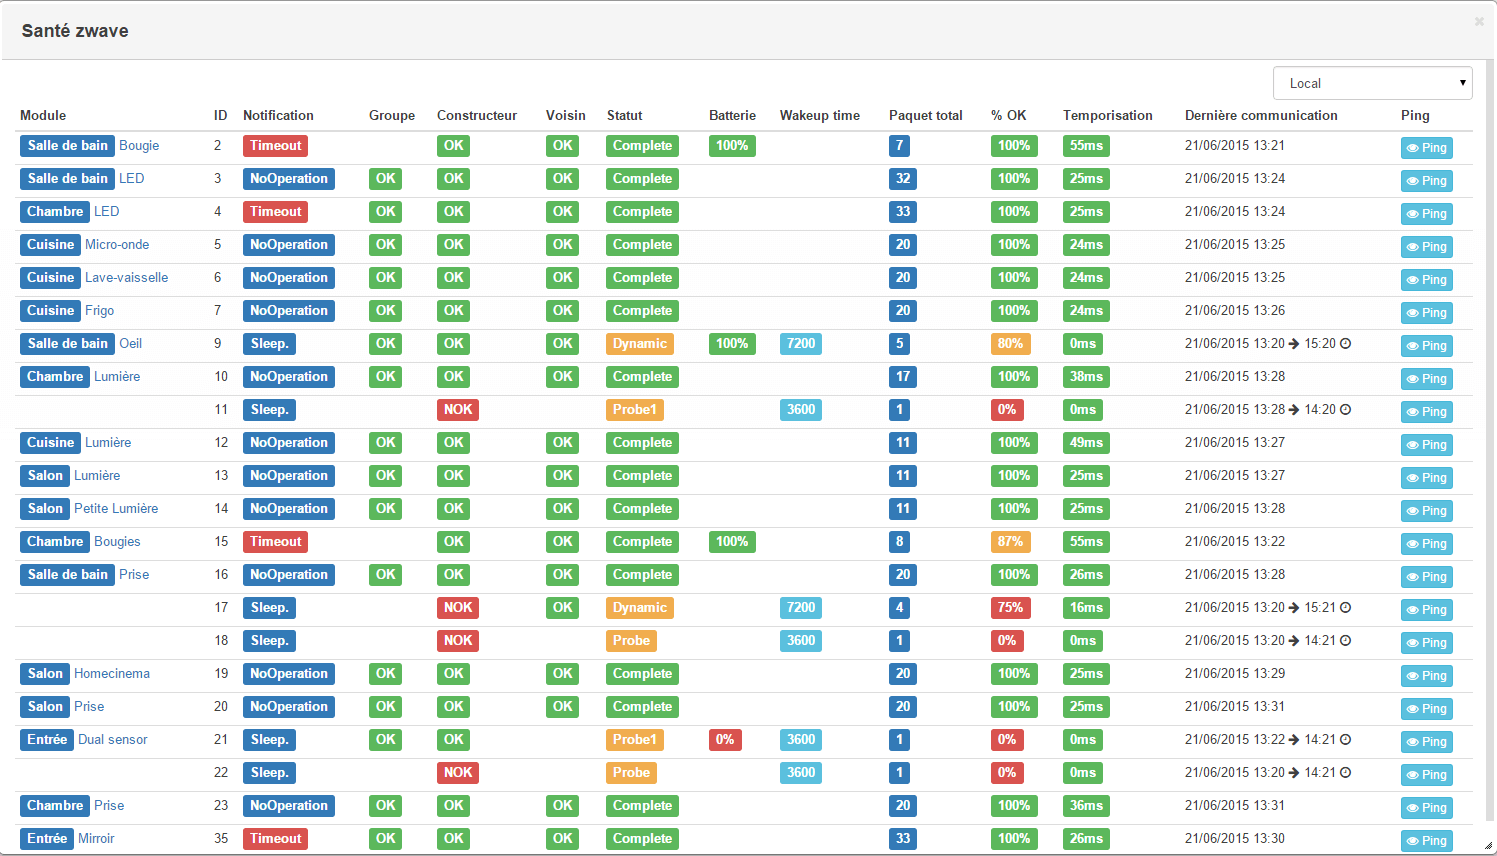 Santé zwave
×
Local
Module ID Notification Groupe Constructeur Voisin Statut Batterie Wakeup time Paquet total % OK Temporisation Dernière communication Ping
Salle de bain Bougie 2 Timeout OK OK Complete 100% 7 100% 55ms 21/06/2015 13:21 Ping
Salle de bain LED 3 NoOperation OK OK OK Complete 32 100% 25ms 21/06/2015 13:24 Ping
Chambre LED 4 Timeout OK OK OK Complete 33 100% 25ms 21/06/2015 13:24 Ping
Cuisine Micro-onde 5 NoOperation OK OK OK Complete 20 100% 24ms 21/06/2015 13:25 Ping
Cuisine Lave-vaisselle 6 NoOperation OK OK OK Complete 20 100% 24ms 21/06/2015 13:25 Ping
Cuisine Frigo 7 NoOperation OK OK OK Complete 20 100% 24ms 21/06/2015 13:26 Ping
Salle de bain Oeil 9 Sleep. OK OK OK Dynamic 100% 7200 5 80% 0ms 21/06/2015 13:20 → 15:20 Ping
Chambre Lumière 10 NoOperation OK OK OK Complete 17 100% 38ms 21/06/2015 13:28 Ping
11 Sleep. NOK Probe1 3600 1 0% 0ms 21/06/2015 13:28 → 14:20 Ping
Cuisine Lumière 12 NoOperation OK OK OK Complete 11 100% 49ms 21/06/2015 13:27 Ping
Salon Lumière 13 NoOperation OK OK OK Complete 11 100% 25ms 21/06/2015 13:27 Ping
Salon Petite Lumière 14 NoOperation OK OK OK Complete 11 100% 25ms 21/06/2015 13:28 Ping
Chambre Bougies 15 Timeout OK OK Complete 100% 8 87% 55ms 21/06/2015 13:22 Ping
Salle de bain Prise 16 NoOperation OK OK OK Complete 20 100% 26ms 21/06/2015 13:28 Ping
17 Sleep. NOK OK Dynamic 7200 4 75% 16ms 21/06/2015 13:20 → 15:21 Ping
18 Sleep. NOK Probe 3600 1 0% 0ms 21/06/2015 13:20 → 14:21 Ping
Salon Homecinema 19 NoOperation OK OK OK Complete 20 100% 25ms 21/06/2015 13:29 Ping
Salon Prise 20 NoOperation OK OK OK Complete 20 100% 25ms 21/06/2015 13:31 Ping
Entrée Dual sensor 21 Sleep. OK OK Probe1 0% 3600 1 0% 0ms 21/06/2015 13:22 → 14:21 Ping
22 Sleep. NOK Probe 3600 1 0% 0ms 21/06/2015 13:20 → 14:21 Ping
Chambre Prise 23 NoOperation OK OK OK Complete 20 100% 36ms 21/06/2015 13:31 Ping
Entrée Mirroir 35 Timeout OK OK OK Complete 33 100% 26ms 21/06/2015 13:30 Ping